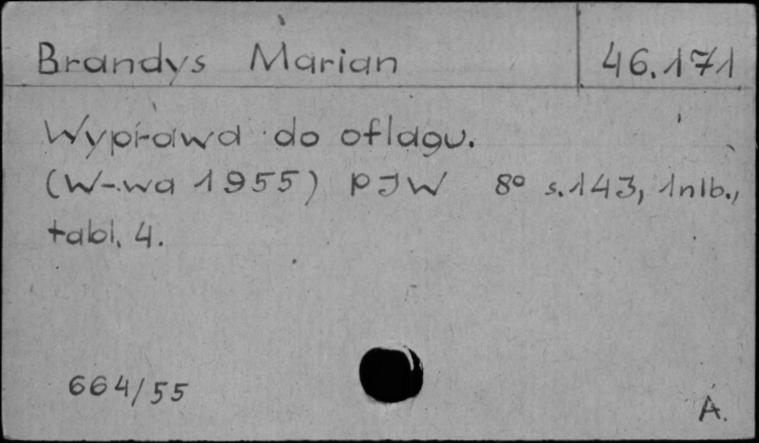 Brandys Marian 46.171
Wyprawa do oflagu.
(W-wa 1955) PIW 8° s.143, 1nlb.,
tabl. 4.
664/55
A.